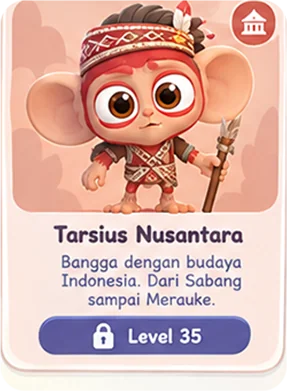 Tarsius Nusantara
Bangga dengan budaya
Indonesia. Dari Sabang
sampai Merauke.
Level 35